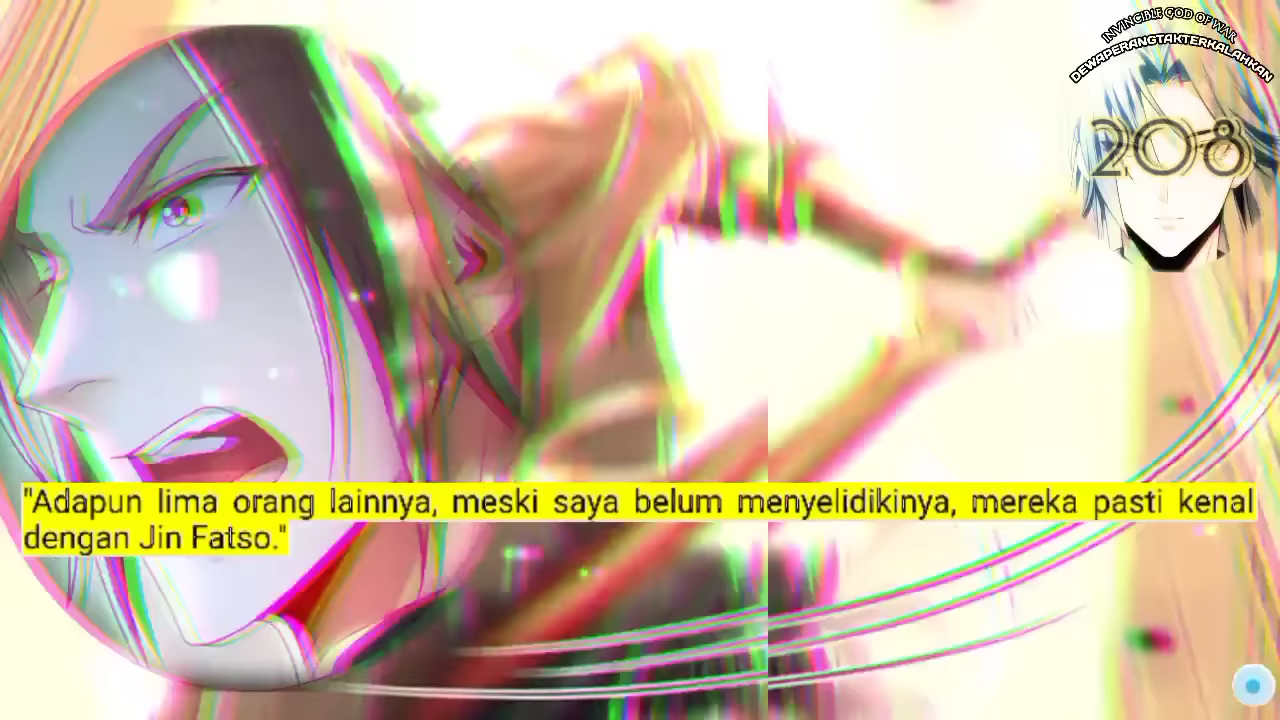 INVINCIBLE GOD OF WAR
DEWAPERANGTAKTERKALAHKAN
208
"Adapun lima orang lainnya, meski saya belum menyelidikinya, mereka pasti kenal
dengan Jin Fatso."